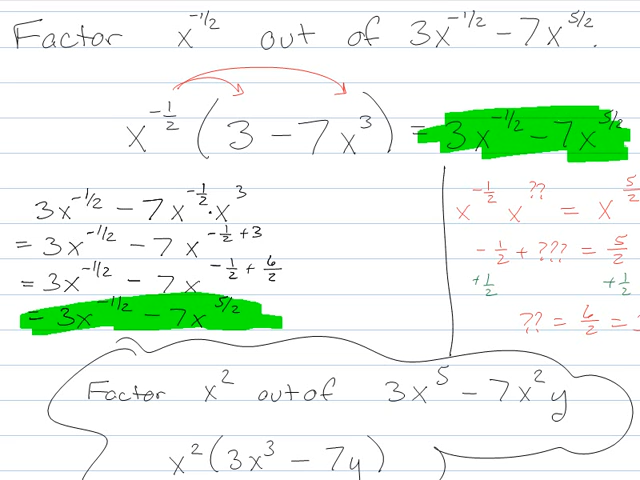 Factor x^{-1/2} out of 3x^{-1/2} - 7x^{5/2}.
x^{-1/2} (3 - 7x^3) = 3x^{-1/2} - 7x^{5/2}
3x^{-1/2} - 7x^{-1/2} · x^3
= 3x^{-1/2} - 7x^{-1/2 + 3}
= 3x^{-1/2} - 7x^{-1/2 + 6/2}
= 3x^{-1/2} - 7x^{5/2}
x^{-1/2} x^{??} = x^{5/2}
-1/2 + ??? = 5/2
+1/2 +1/2
?? = 6/2 =
Factor x^2 out of 3x^5 - 7x^2y
x^2(3x^3 - 7y)